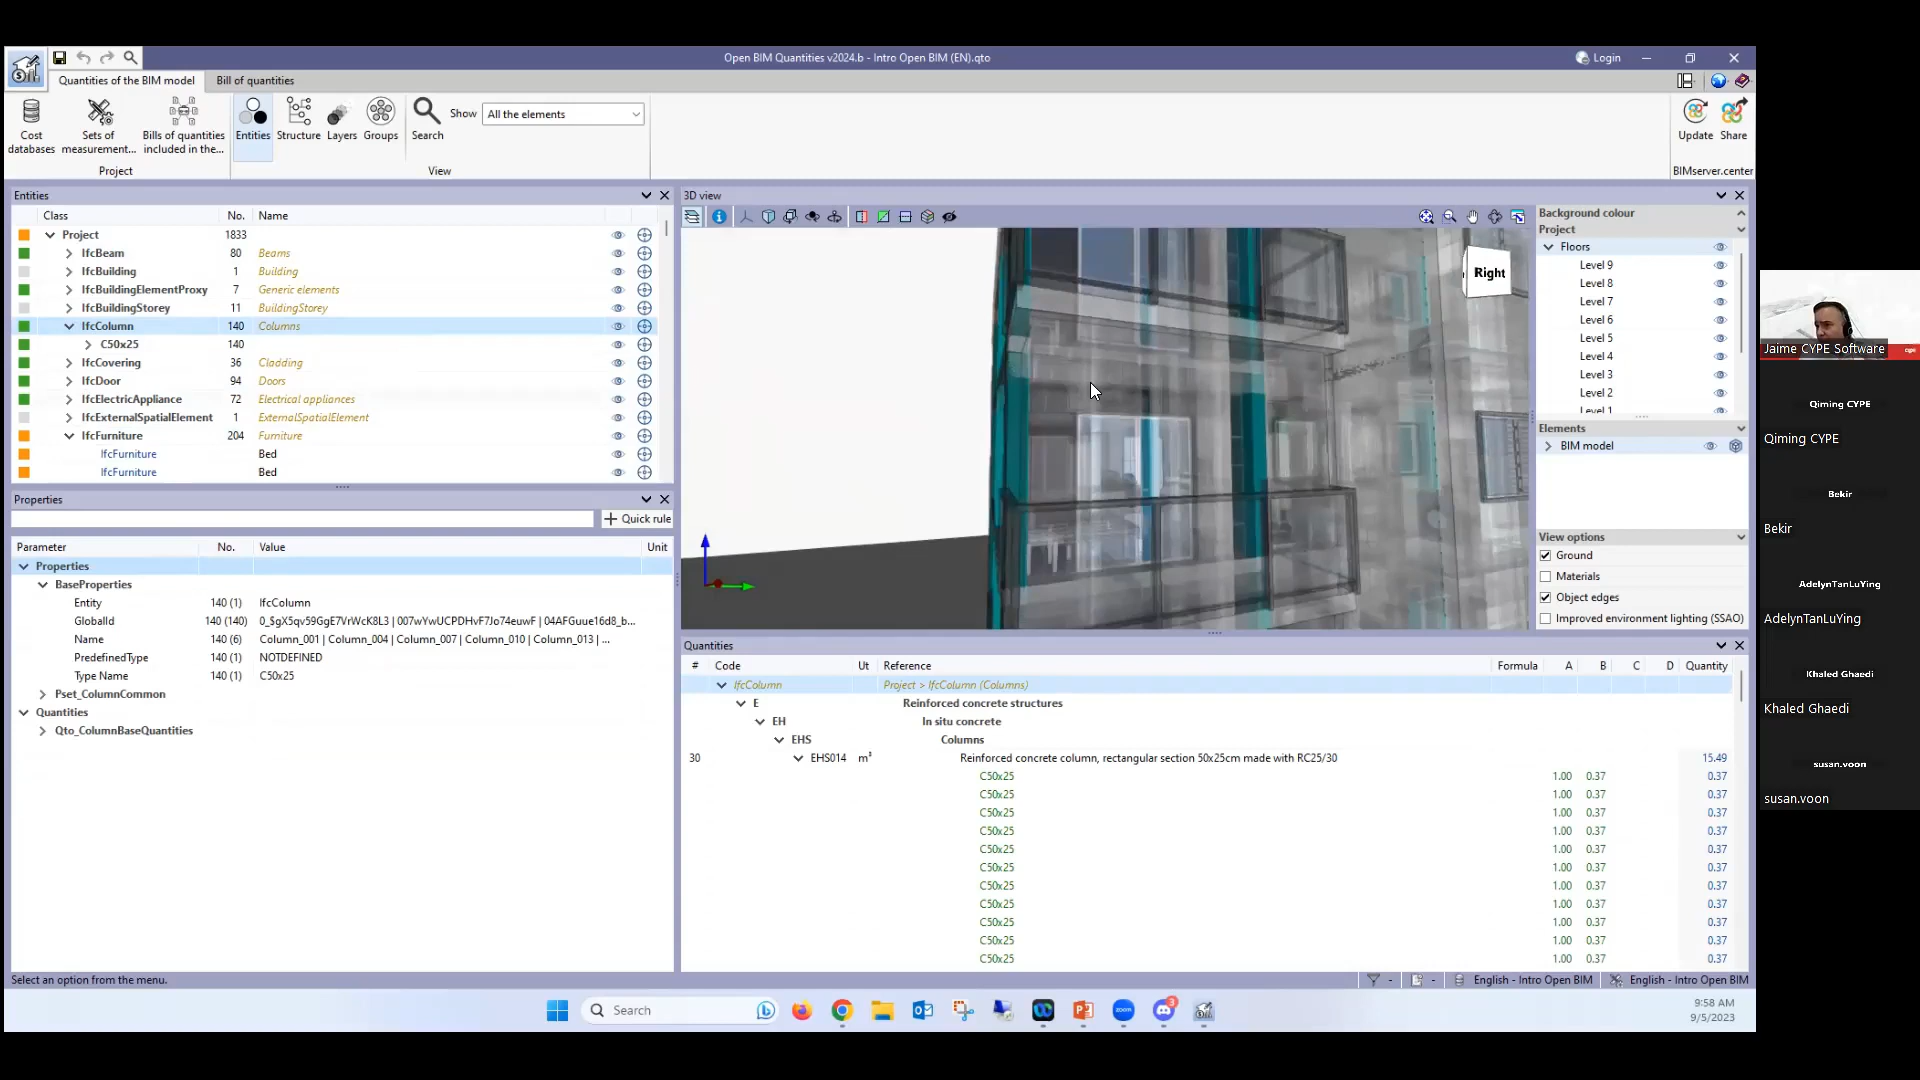 Open BIM Quantities v2024.b - Intro Open BIM (EN).qto
Login
Quantities of the BIM model
Bill of quantities
Cost databases
Sets of measurement...
Bills of quantities included in the...
Entities
Structure
Layers
Groups
Search
Show
All the elements
Update
Share
Project
View
BIMserver.center
Entities
Class No. Name
Project 1833
IfcBeam 80 Beams
IfcBuilding 1 Building
IfcBuildingElementProxy 7 Generic elements
IfcBuildingStorey 11 BuildingStorey
IfcColumn 140 Columns
C50x25 140
IfcCovering 36 Cladding
IfcDoor 94 Doors
IfcElectricAppliance 72 Electrical appliances
IfcExternalSpatialElement 1 ExternalSpatialElement
IfcFurniture 204 Furniture
IfcFurniture Bed
IfcFurniture Bed
Properties
Quick rule
Parameter No. Value Unit
Properties
BaseProperties
Entity 140 (1) IfcColumn
GlobalId 140 (140) 0_$gX5qv59GgE7VrWcK8L3 | 007wYwUCPDHvF7Jo74euwF | 04AFGuue16d8_b...
Name 140 (6) Column_001 | Column_004 | Column_007 | Column_010 | Column_013 | ...
PredefinedType 140 (1) NOTDEFINED
Type Name 140 (1) C50x25
Pset_ColumnCommon
Quantities
Qto_ColumnBaseQuantities
Select an option from the menu.
3D view
Right
Background colour
Project
Floors
Level 9
Level 8
Level 7
Level 6
Level 5
Level 4
Level 3
Level 2
Level 1
Elements
BIM model
View options
Ground
Materials
Object edges
Improved environment lighting (SSAO)
Quantities
# Code Ut Reference Formula A B C D Quantity
IfcColumn Project > IfcColumn (Columns)
E Reinforced concrete structures
EH In situ concrete
EHS Columns
30 EHS014 m³ Reinforced concrete column, rectangular section 50x25cm made with RC25/30 15.49
C50x25 1.00 0.37 0.37
C50x25 1.00 0.37 0.37
C50x25 1.00 0.37 0.37
C50x25 1.00 0.37 0.37
C50x25 1.00 0.37 0.37
C50x25 1.00 0.37 0.37
C50x25 1.00 0.37 0.37
C50x25 1.00 0.37 0.37
C50x25 1.00 0.37 0.37
C50x25 1.00 0.37 0.37
C50x25 1.00 0.37 0.37
English - Intro Open BIM
English - Intro Open BIM
Search
3
9:58 AM
9/5/2023
Jaime CYPE Software
Qiming CYPE
Qiming CYPE
Bekir
Bekir
AdelynTanLuYing
AdelynTanLuYing
Khaled Ghaedi
Khaled Ghaedi
susan.voon
susan.voon